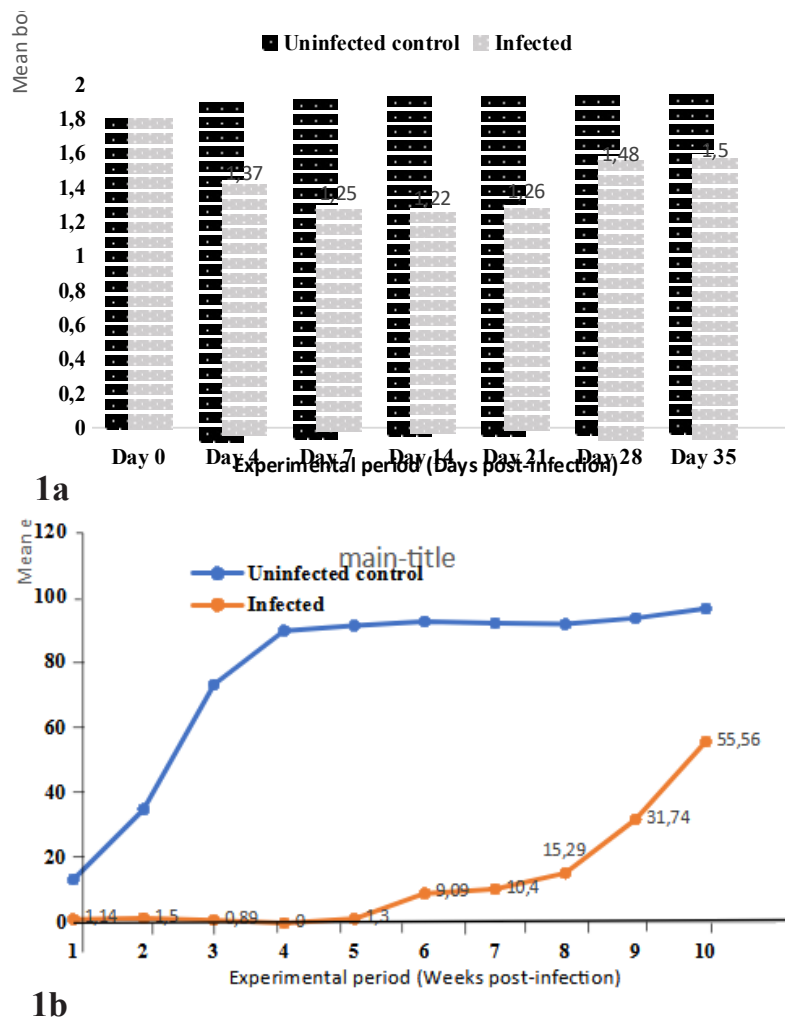 Mean bo
Uninfected control Infected
2
1,8
1,6
1,4
1,2
1
0,8
0,6
0,4
0,2
0
1,37
1,25
1,22
1,26
1,48
1,5
Day 0 Day 4 Day 7 Day 14 Day 21 Day 28 Day 35
Experimental period (Days post-infection)
1a
Mean e
main-title
Uninfected control
Infected
120
100
80
60
40
20
0
1,14
1,5
0,89
0
1,3
9,09
10,4
15,29
31,74
55,56
1 2 3 4 5 6 7 8 9 10
Experimental period (Weeks post-infection)
1b